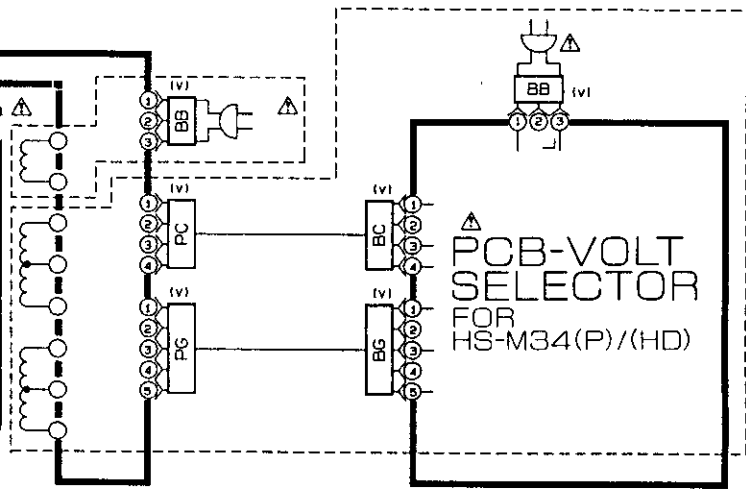 BB
(V)
1 2 3
(V)
1
2
3
BB
(V)
1
2
3
4
PC
(V)
BC
1
2
3
4
PCB-VOLT
SELECTOR
FOR
HS-M34(P)/(HD)
(V)
1
2
3
4
5
PG
(V)
BG
1
2
3
4
5